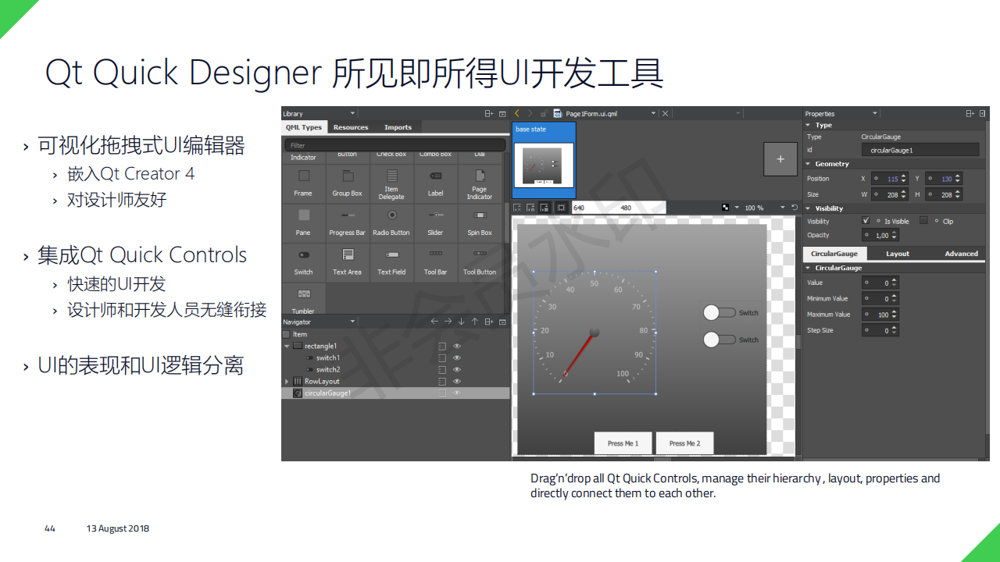 Qt Quick Designer 所见即所得UI开发工具
› 可视化拖拽式UI编辑器
› 嵌入Qt Creator 4
› 对设计师友好
› 集成Qt Quick Controls
› 快速的UI开发
› 设计师和开发人员无缝衔接
› UI的表现和UI逻辑分离
Library
QML Types Resources Imports
Filter
Indicator Button Check Box Combo Box Dial
Frame Group Box Item Delegate Label Page Indicator
Pane Progress Bar Radio Button Slider Spin Box
Switch Text Area Text Field Tool Bar Tool Button
Tumbler
Navigator
Item
rectangle1
switch1
switch2
RowLayout
circularGauge1
Page1Form.ui.qml
base state
+
640 480 100 %
0 10 20 30 40 50 60 70 80 90 100
Switch
Switch
Press Me 1 Press Me 2
Properties
Type
Type CircularGauge
id circularGauge1
Geometry
Position X 115 Y 130
Size W 208 H 208
Visibility
Visibility Is Visible Clip
Opacity 1,00
CircularGauge Layout Advanced
CircularGauge
Value 0
Minimum Value 0
Maximum Value 100
Step Size 0
非会员水印
Drag’n’drop all Qt Quick Controls, manage their hierarchy , layout, properties and
directly connect them to each other.
44 13 August 2018